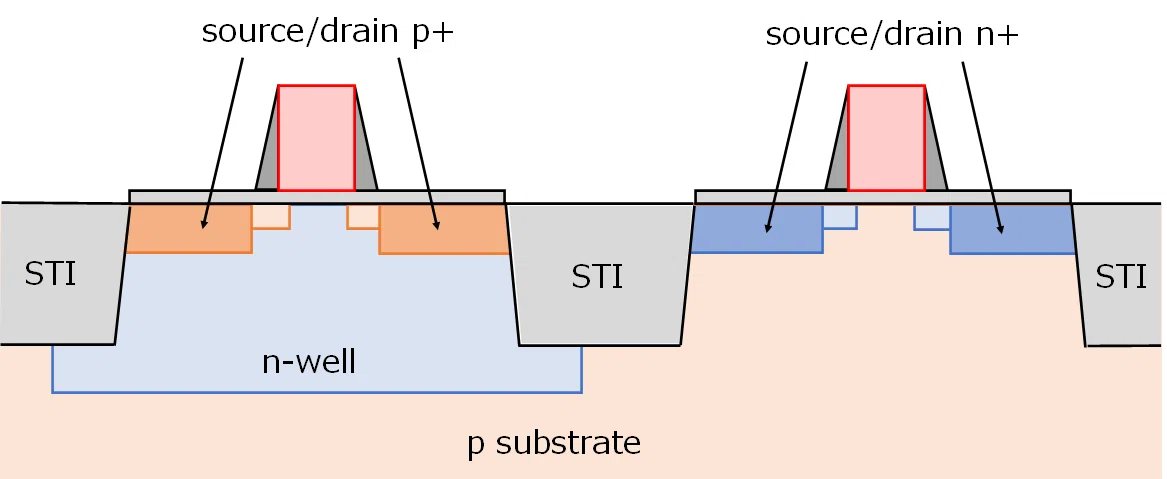 source/drain p+
source/drain n+
STI
STI
STI
n-well
p substrate